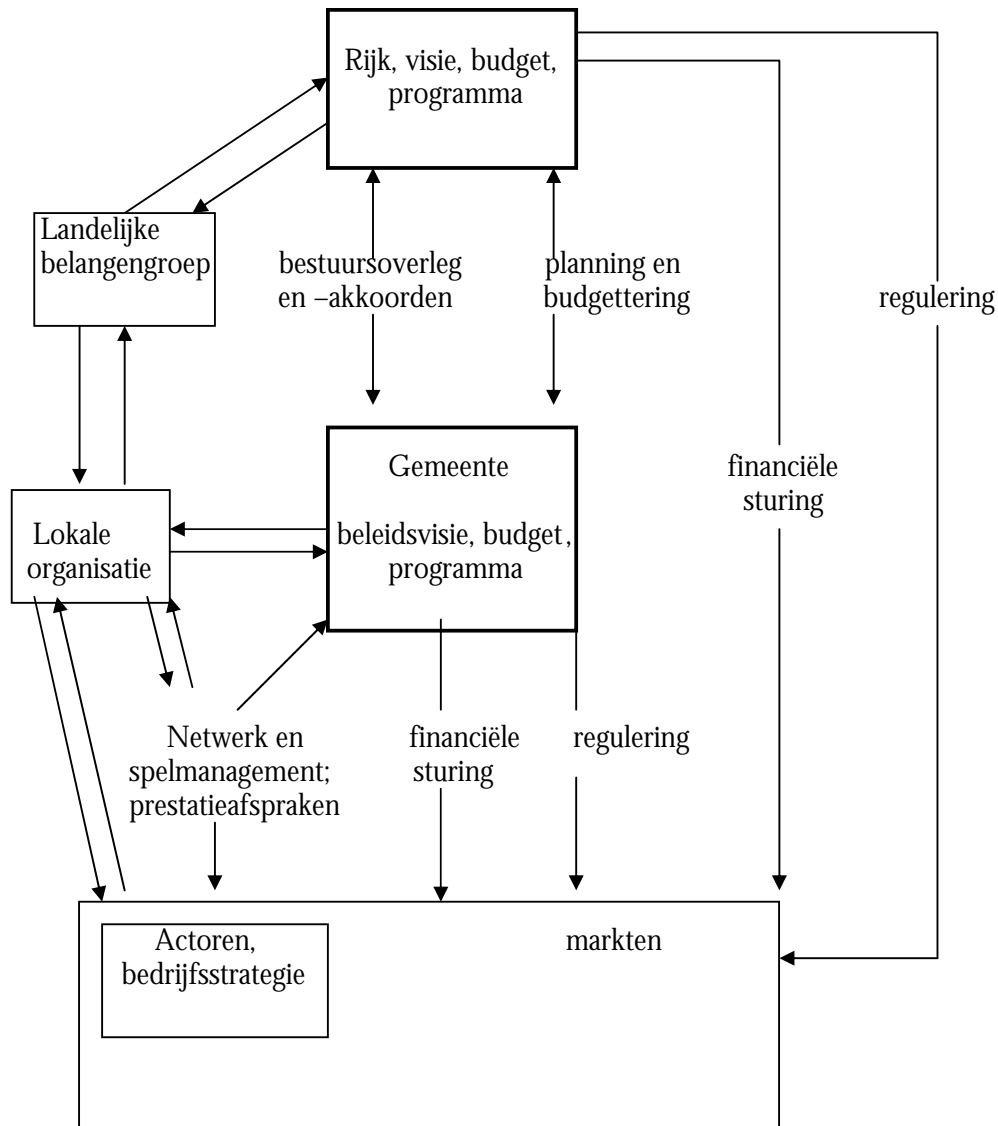 Rijk, visie, budget,
programma
Landelijke
belangengroep
bestuursoverleg
en –akkoorden
planning en
budgettering
regulering
Gemeente
beleidsvisie, budget,
programma
financiële
sturing
Lokale
organisatie
Netwerk en
spelmanagement;
prestatieafspraken
financiële
sturing
regulering
Actoren,
bedrijfsstrategie
markten